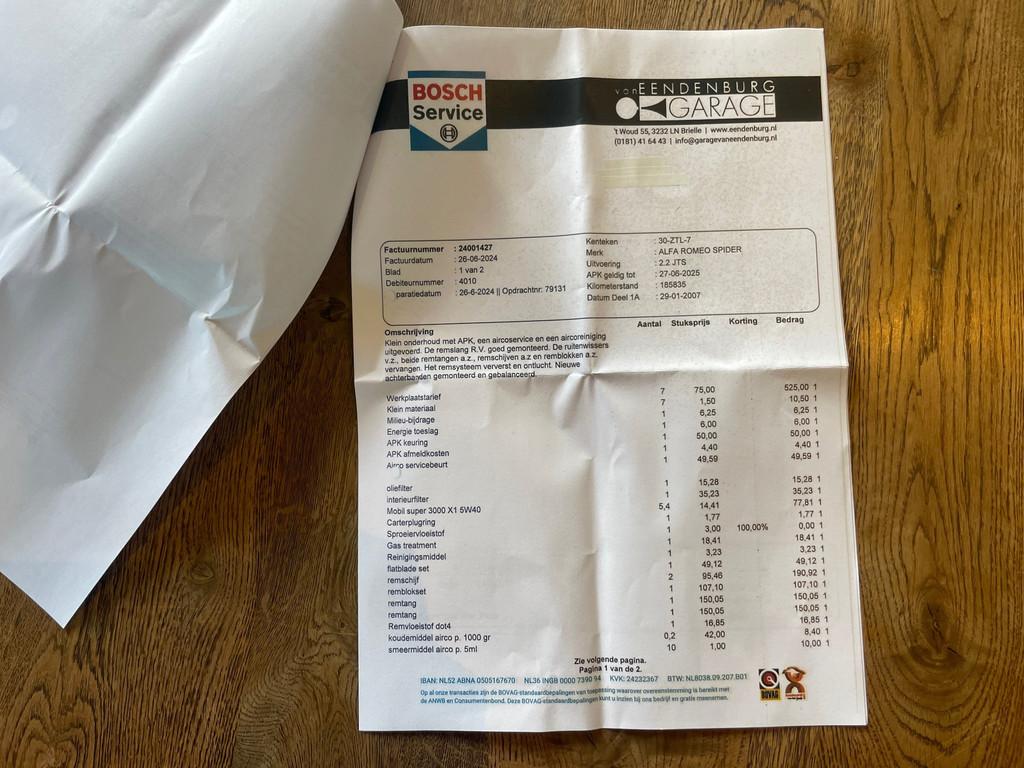 BOSCH
Service
von EENDENBURG
GARAGE
't Woud 55, 3232 LN Brielle | www.eendenburg.nl
(0181) 41 64 43 | info@garagevaneendenburg.nl
Factuurnummer : 24001427
Factuurdatum : 26-06-2024
Blad : 1 van 2
Debiteurnummer : 4010
paratiedatum : 26-6-2024 || Opdrachtnr: 79131
Kenteken : 30-ZTL-7
Merk : ALFA ROMEO SPIDER
Uitvoering : 2.2 JTS
APK geldig tot : 27-06-2025
Kilometerstand : 185835
Datum Deel 1A : 29-01-2007
Omschrijving Aantal Stuksprijs Korting Bedrag
Klein onderhoud met APK, een aircoservice en een aircoreiniging
uitgevoerd. De remslang R.V. goed gemonteerd. De ruitenwissers
v.z., beide remtangen a.z., remschijven a.z en remblokken a.z.
vervangen. Het remsysteem ververst en ontlucht. Nieuwe
achterbanden gemonteerd en gebalanceerd.
Werkplaatstarief 7 75,00 525,00 1
Klein materiaal 7 1,50 10,50 1
Milieu-bijdrage 1 6,25 6,25 1
Energie toeslag 1 6,00 6,00 1
APK keuring 1 50,00 50,00 1
APK afmeldkosten 1 4,40 4,40 1
Airco servicebeurt 1 49,59 49,59 1
oliefilter 1 15,28 15,28 1
interieurfilter 1 35,23 35,23 1
Mobil super 3000 X1 5W40 5,4 14,41 77,81 1
Carterplugring 1 1,77 1,77 1
Sproeiervloeistof 1 3,00 100,00% 0,00 1
Gas treatment 1 18,41 18,41 1
Reinigingsmiddel 1 3,23 3,23 1
flatblade set 1 49,12 49,12 1
remschijf 2 95,46 190,92 1
remblokset 1 107,10 107,10 1
remtang 1 150,05 150,05 1
remtang 1 150,05 150,05 1
Remvloeistof dot4 1 16,85 16,85 1
koudemiddel airco p. 1000 gr 0,2 42,00 8,40 1
smeermiddel airco p. 5ml 10 1,00 10,00 1
Zie volgende pagina.
Pagina 1 van de 2.
IBAN: NL52 ABNA 0505167670 NL36 INGB 0000 7390 94 KVK: 24232367 BTW: NL8038.09.207.B01
Op al onze transacties zijn de BOVAG-standaardbepalingen van toepassing waarover overeenstemming is bereikt met
de ANWB en Consumentenbond. Deze BOVAG-standaardbepalingen kunt u inzien bij ons bedrijf en gratis meenemen.
BOVAG